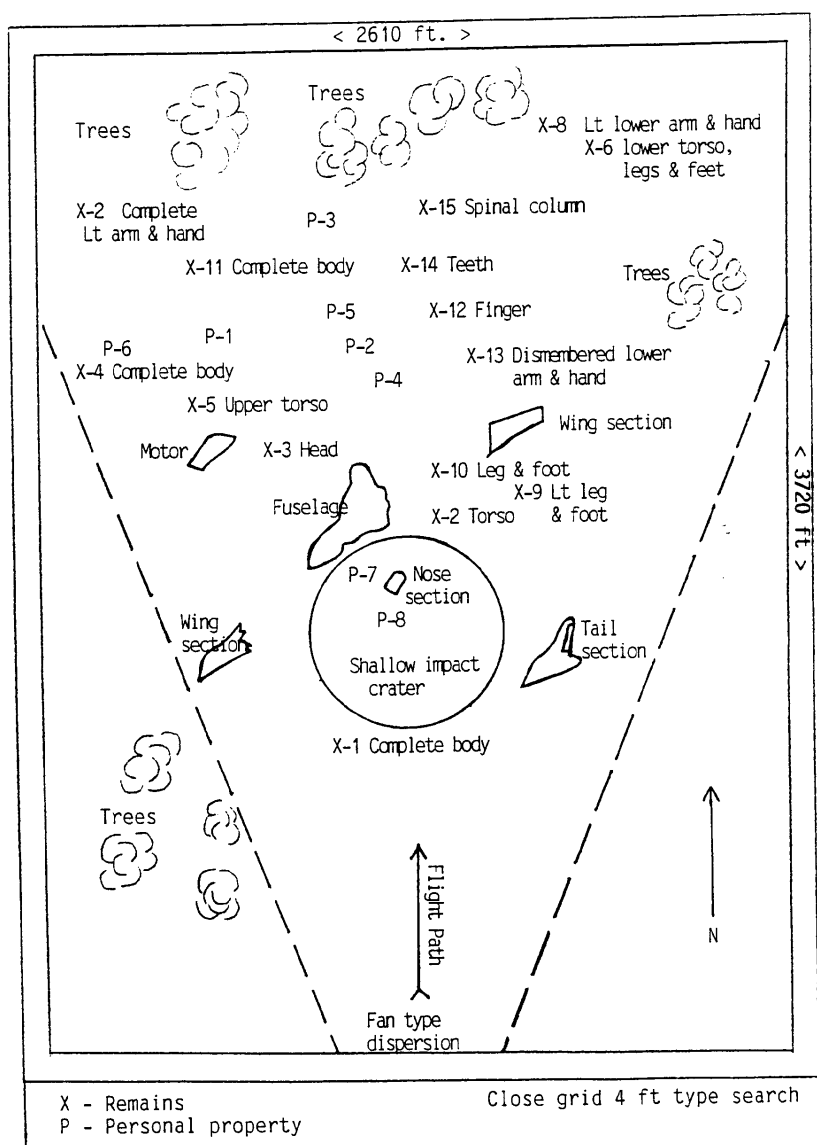 < 2610 ft. >
Trees
Trees
X-8 Lt lower arm & hand
X-6 lower torso,
legs & feet
X-2 Complete
Lt arm & hand
P-3
X-15 Spinal column
X-11 Complete body
X-14 Teeth
Trees
P-5
X-12 Finger
P-6
P-1
P-2
X-13 Dismembered lower
arm & hand
X-4 Complete body
P-4
X-5 Upper torso
Wing section
Motor
X-3 Head
< 3720 ft >
X-10 Leg & foot
X-9 Lt leg
& foot
Fuselage
X-2 Torso
P-7
Nose
section
P-8
Wing
section
Tail
section
Shallow impact
crater
X-1 Complete body
Trees
Flight Path
N
Fan type
dispersion
X - Remains
P - Personal property
Close grid 4 ft type search